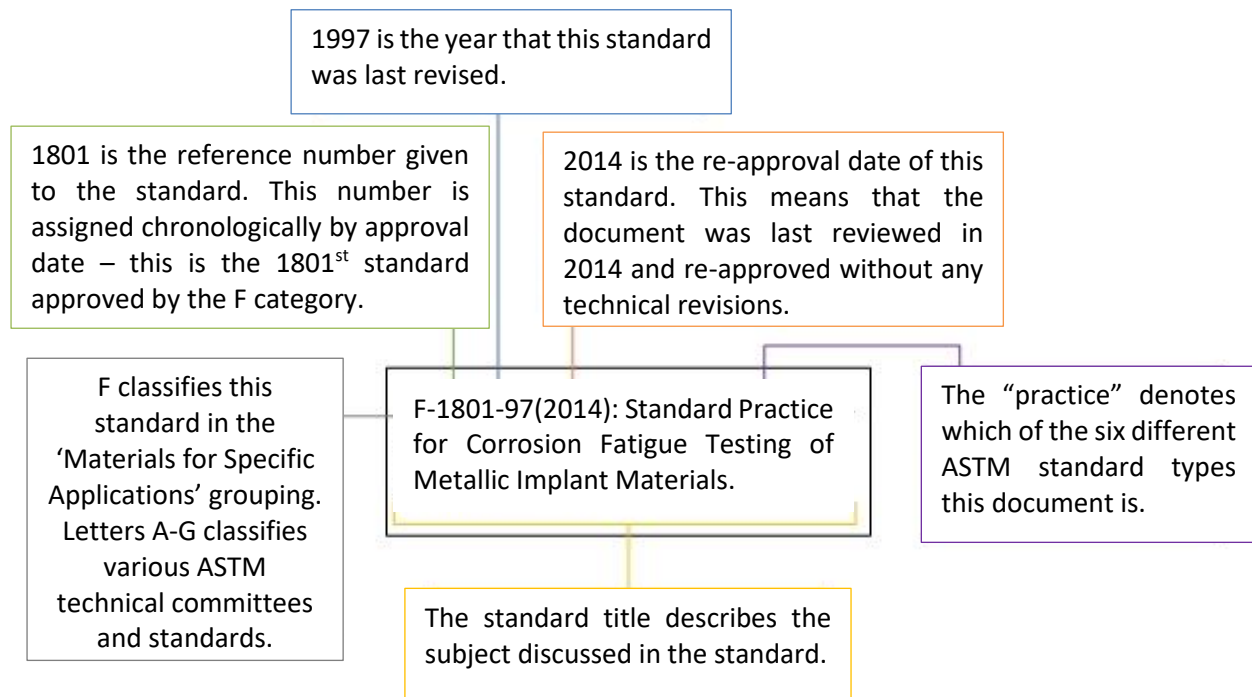 1997 is the year that this standard
was last revised.
1801 is the reference number given
to the standard. This number is
assigned chronologically by approval
date – this is the 1801st standard
approved by the F category.
2014 is the re-approval date of this
standard. This means that the
document was last reviewed in
2014 and re-approved without any
technical revisions.
F classifies this
standard in the
‘Materials for Specific
Applications’ grouping.
Letters A-G classifies
various ASTM
technical committees
and standards.
F-1801-97(2014): Standard Practice
for Corrosion Fatigue Testing of
Metallic Implant Materials.
The “practice” denotes
which of the six different
ASTM standard types
this document is.
The standard title describes the
subject discussed in the standard.